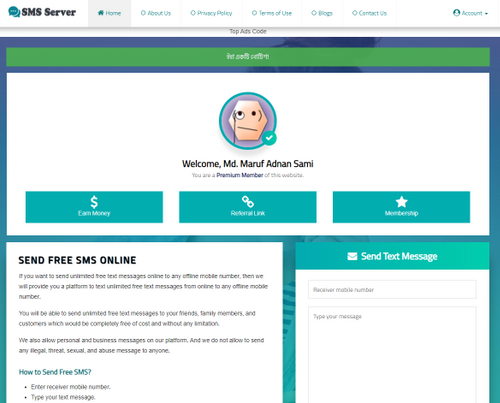 SMS Server
Home
About Us
Privacy Policy
Terms of Use
Blogs
Contact Us
Account
Top Ads Code
একটি নোটিশ
Welcome, Md. Maruf Adnan Sami
You are a Premium Member of this website.
Earn Money
Referral Link
Membership
SEND FREE SMS ONLINE
If you want to send unlimited free text messages online to any offline mobile number, then we
will provide you a platform to text unlimited free text messages from online to any offline mobile
number.
You will be able to send unlimited free text messages to your friends, family members, and
customers which would be completely free of cost and without any limitation.
We also allow personal and business messages on our platform. And we do not allow to send
any illegal, threat, sexual, and abuse message to anyone.
How to Send Free SMS?
Enter receiver mobile number.
Type your text message.
Send Text Message
Receiver mobile number
Type your message